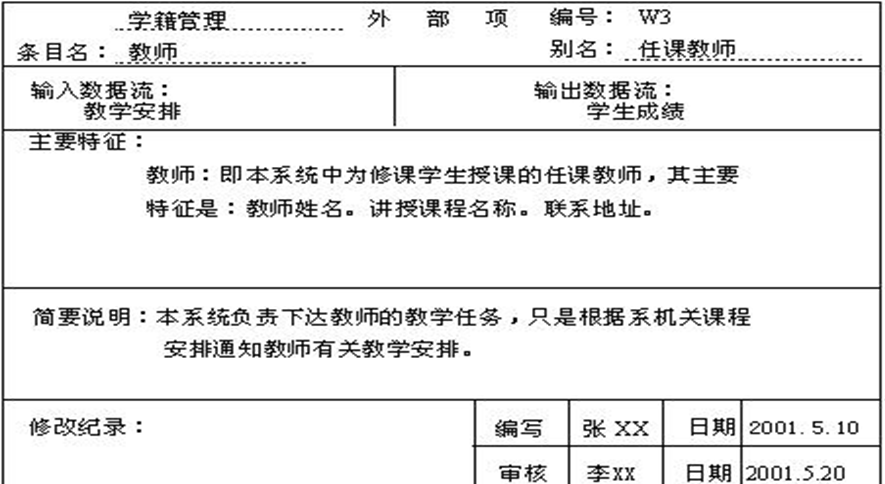 学籍管理 外 部 项 编号： W3
条目名： 教师 别名： 任课教师
输入数据流： 输出数据流：
教学安排 学生成绩
主要特征：
教师：即本系统中为修课学生授课的任课教师，其主要
特征是：教师姓名。讲授课程名称。联系地址。
简要说明：本系统负责下达教师的教学任务，只是根据系机关课程
安排通知教师有关教学安排。
修改纪录： 编写 张 XX 日期 2001. 5. 10
审核 李XX 日期 2001.5.20